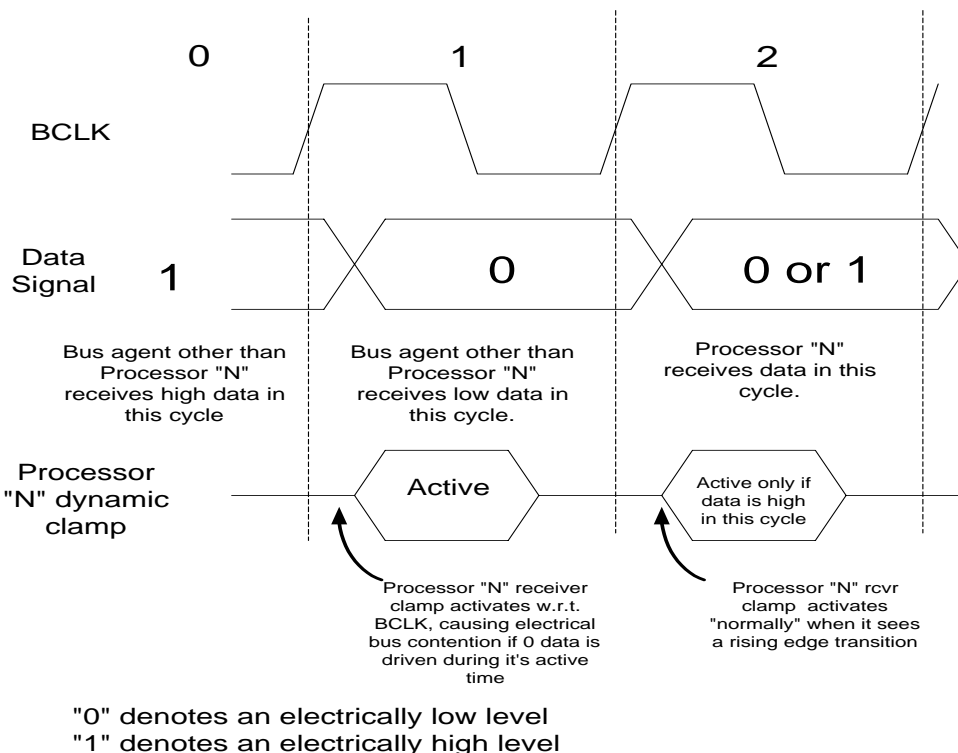 0
1
2
BCLK
Data
Signal
1
0
0 or 1
Bus agent other than
Processor "N"
receives high data in
this cycle
Bus agent other than
Processor "N"
receives low data in
this cycle.
Processor "N"
receives data in this
cycle.
Processor
"N" dynamic
clamp
Active
Active only if
data is high
in this cycle
Processor "N" receiver
clamp activates w.r.t.
BCLK, causing electrical
bus contention if 0 data is
driven during it's active
time
Processor "N" rcvr
clamp activates
"normally" when it sees
a rising edge transition
"0" denotes an electrically low level
"1" denotes an electrically high level